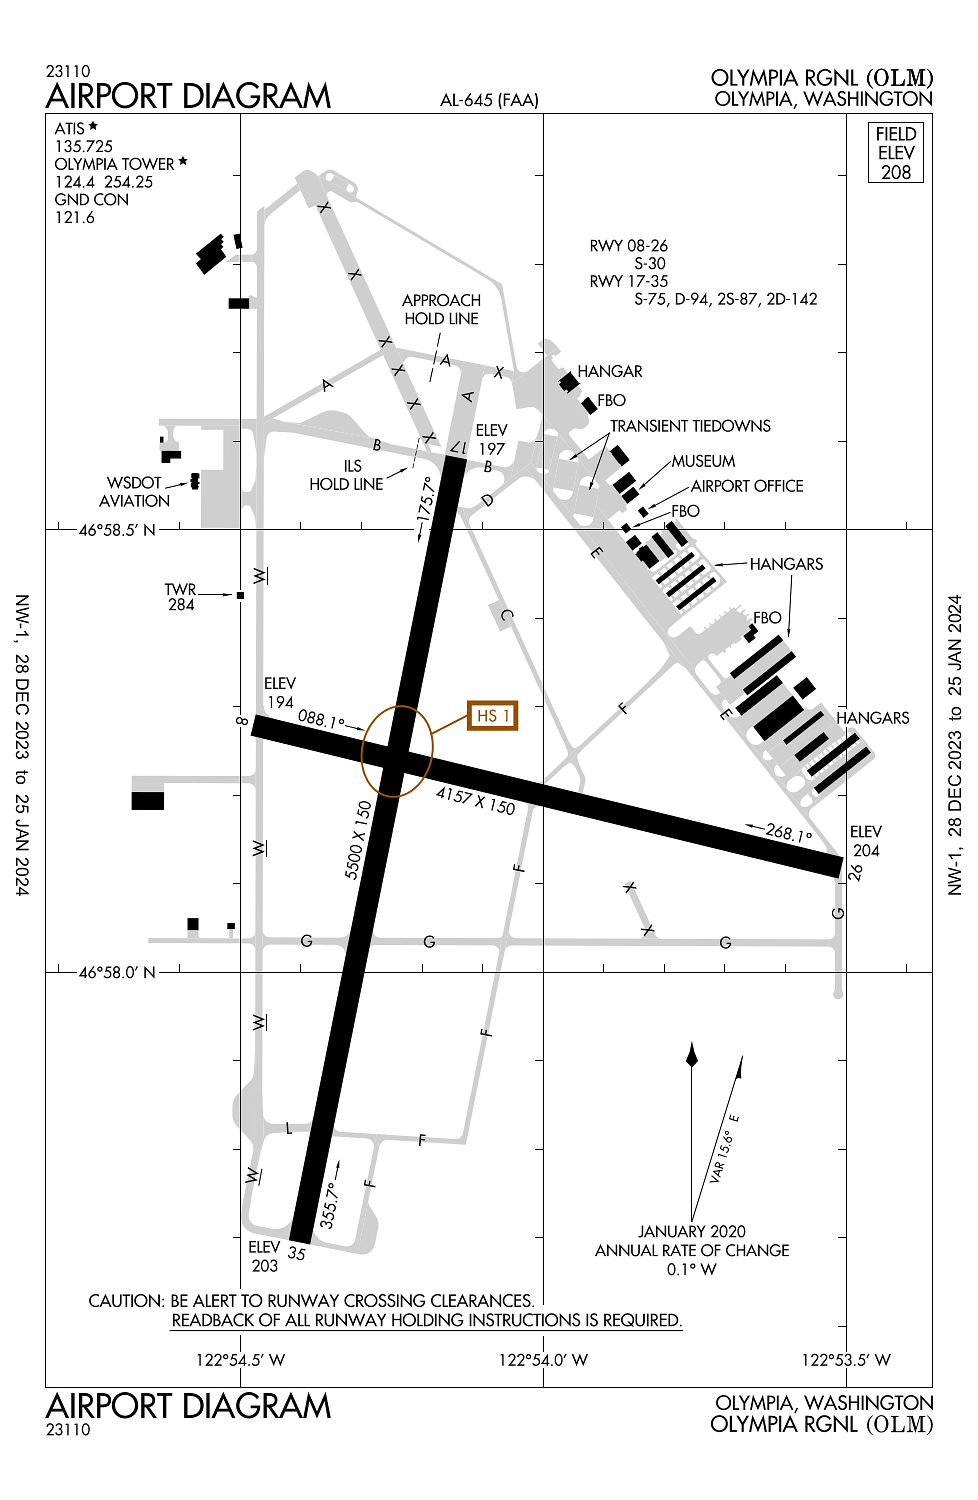 23110
AIRPORT DIAGRAM
AL-645 (FAA)
OLYMPIA RGNL (OLM)
OLYMPIA, WASHINGTON
ATIS ★
135.725
OLYMPIA TOWER ★
124.4 254.25
GND CON
121.6
FIELD
ELEV
208
RWY 08-26
S-30
RWY 17-35
S-75, D-94, 2S-87, 2D-142
X
X
APPROACH
HOLD LINE
X
A
X
X
HANGAR
A
A
X
FBO
TRANSIENT TIEDOWNS
ELEV
197
X
17
B
B
ILS
HOLD LINE
MUSEUM
WSDOT
AVIATION
AIRPORT OFFICE
D
175.7°
FBO
46°58.5' N
E
HANGARS
W
TWR
284
C
FBO
ELEV
194
088.1°
8
HS 1
F
E
HANGARS
4157 X 150
5500 X 150
268.1°
ELEV
204
26
W
F
X
X
G
G
G
G
46°58.0' N
W
F
L
F
W
F
VAR 15.6° E
355.7°
JANUARY 2020
ANNUAL RATE OF CHANGE
0.1° W
ELEV
203
35
CAUTION: BE ALERT TO RUNWAY CROSSING CLEARANCES.
READBACK OF ALL RUNWAY HOLDING INSTRUCTIONS IS REQUIRED.
122°54.5' W
122°54.0' W
122°53.5' W
NW-1, 28 DEC 2023 to 25 JAN 2024
NW-1, 28 DEC 2023 to 25 JAN 2024
AIRPORT DIAGRAM
23110
OLYMPIA, WASHINGTON
OLYMPIA RGNL (OLM)